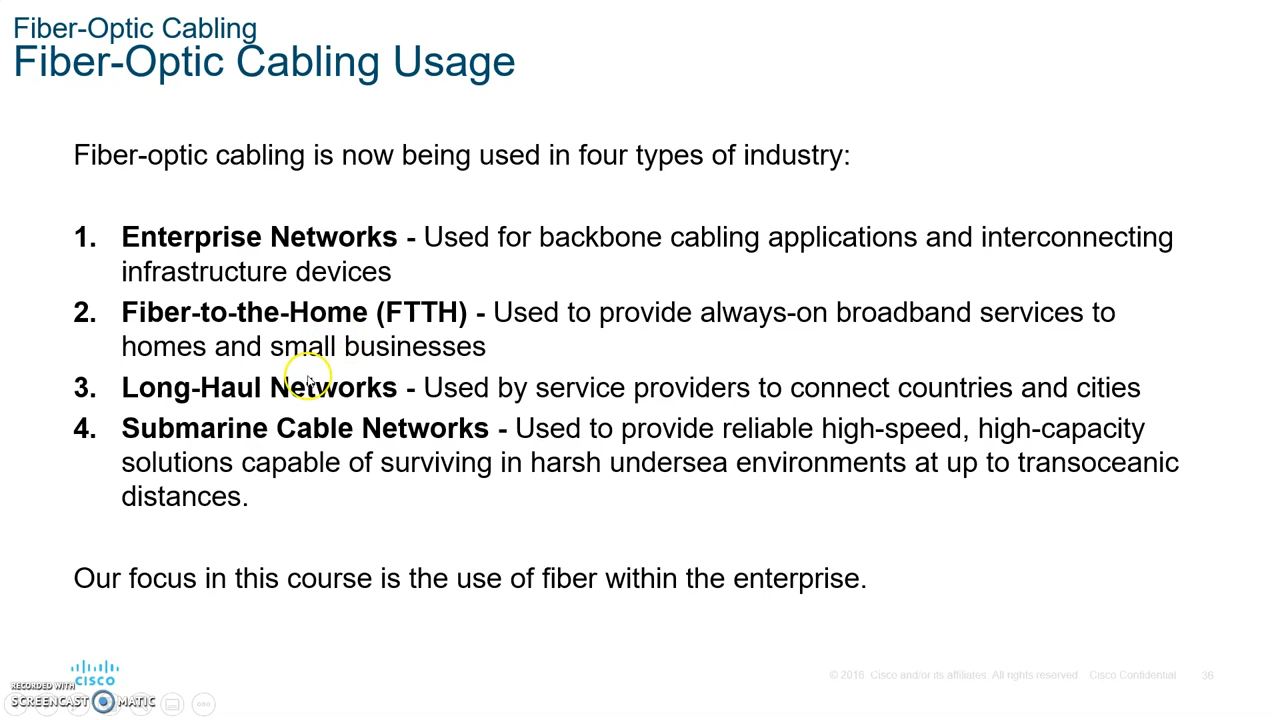 Fiber-Optic Cabling
Fiber-Optic Cabling Usage
Fiber-optic cabling is now being used in four types of industry:
1. Enterprise Networks - Used for backbone cabling applications and interconnecting
infrastructure devices
2. Fiber-to-the-Home (FTTH) - Used to provide always-on broadband services to
homes and small businesses
3. Long-Haul Networks - Used by service providers to connect countries and cities
4. Submarine Cable Networks - Used to provide reliable high-speed, high-capacity
solutions capable of surviving in harsh undersea environments at up to transoceanic
distances.
Our focus in this course is the use of fiber within the enterprise.
CISCO
© 2016 Cisco and/or its affiliates. All rights reserved. Cisco Confidential 36
RECORDED WITH
SCREENCAST MATIC